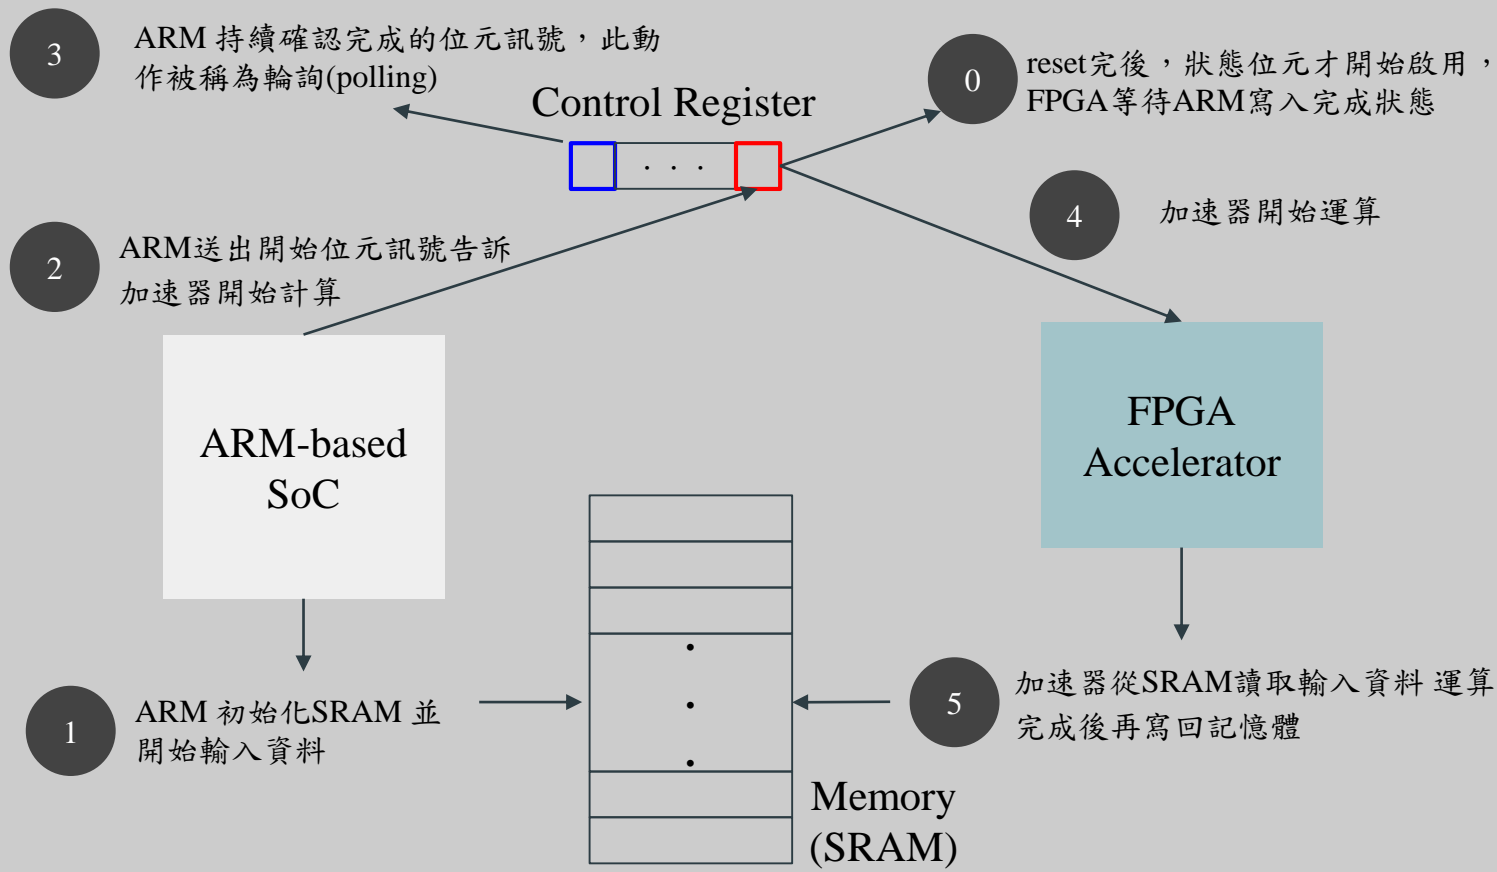 3
ARM 持續確認完成的位元訊號，此動
作被稱為輪詢(polling)
Control Register
. . .
0
reset完後，狀態位元才開始啟用，
FPGA等待ARM寫入完成狀態
2
ARM送出開始位元訊號告訴
加速器開始計算
4
加速器開始運算
ARM-based
SoC
FPGA
Accelerator
1
ARM 初始化SRAM 並
開始輸入資料
5
加速器從SRAM讀取輸入資料 運算
完成後再寫回記憶體
Memory
(SRAM)